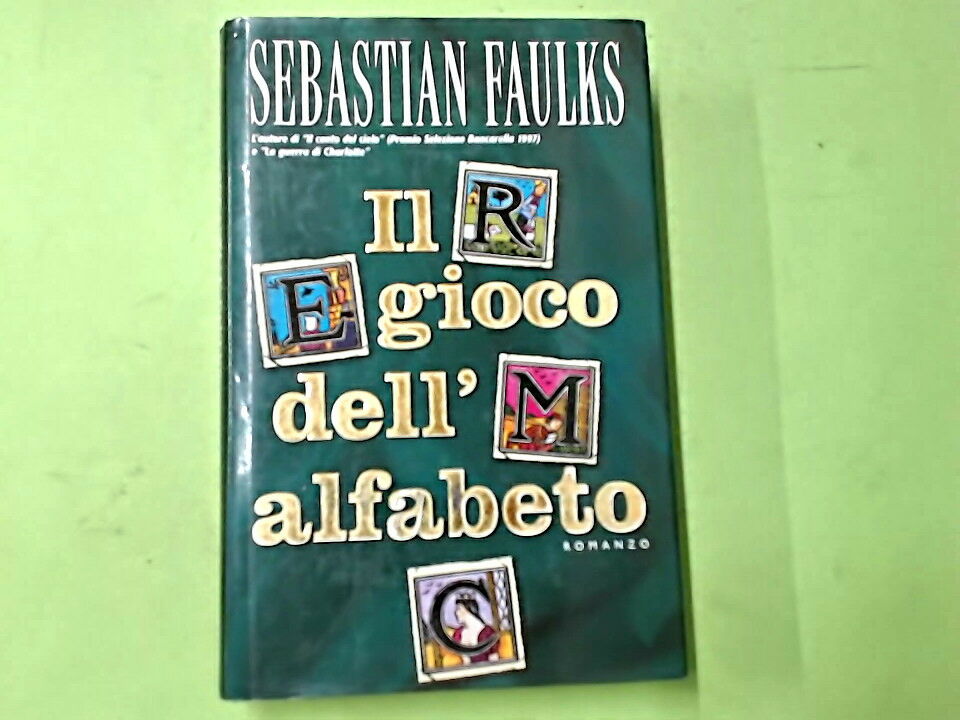 SEBASTIAN FAULKS
L'autore di "Il canto del cielo" (Premio Selezione Bancarella 1997)
e "La guerra di Charlotte"
Il R
E gioco
dell' M
alfabeto
ROMANZO
C